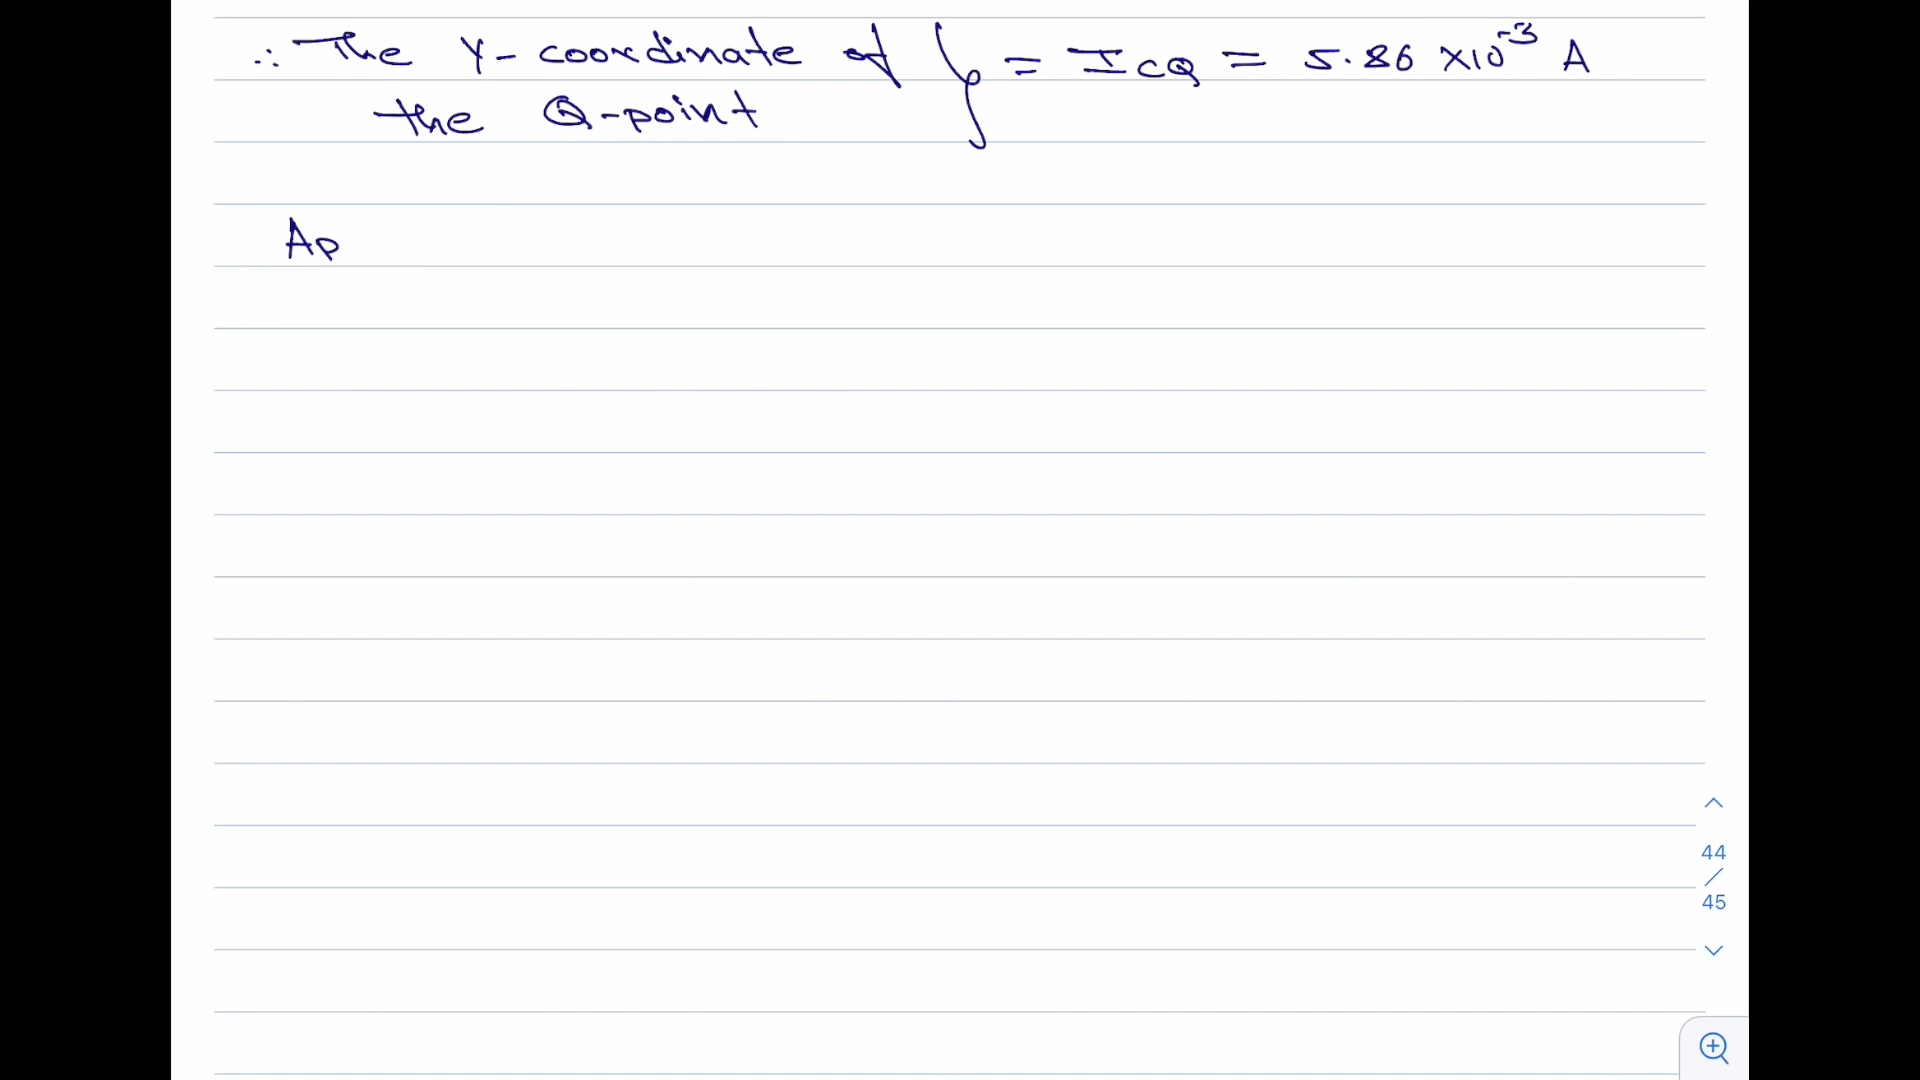 ∴ The Y-coordinate of } = ICQ = 5.86 ×10⁻³ A
the Q-point
Ap
44
/
45